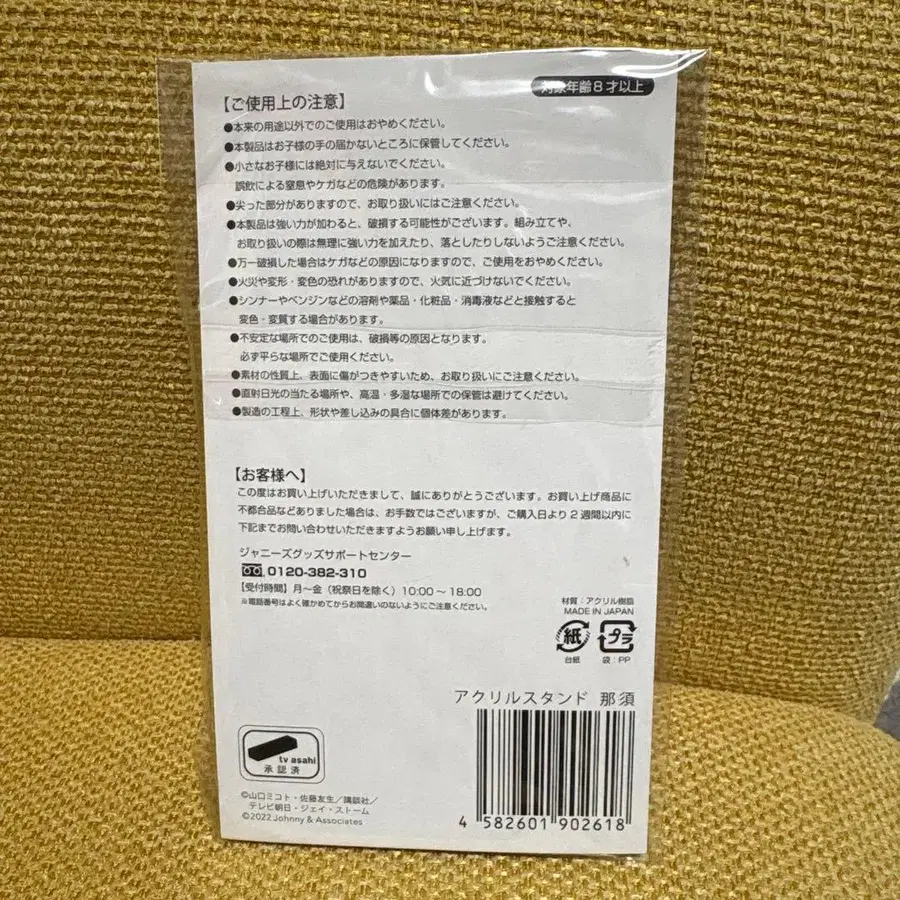 対象年齢8才以上
【ご使用上の注意】
●本来の用途以外でのご使用はおやめください。
●本製品はお子様の手の届かないところに保管してください。
●小さなお子様には絶対に与えないでください。
誤飲による窒息やケガなどの危険があります。
●尖った部分がありますので、お取り扱いにはご注意ください。
●本製品は強い力が加わると、破損する可能性がございます。組み立てや、
お取り扱いの際は無理に強い力を加えたり、落としたりしないようご注意ください。
●万一破損した場合はケガなどの原因になりますので、ご使用をおやめください。
●火災や変形・変色の恐れがありますので、火気に近づけないでください。
●シンナーやベンジンなどの溶剤や薬品・化粧品・消毒液などと接触すると
変色・変質する場合があります。
●不安定な場所でのご使用は、破損等の原因となります。
必ず平らな場所でご使用ください。
●素材の性質上、表面に傷がつきやすいため、お取り扱いにご注意ください。
●直射日光の当たる場所や、高温・多湿な場所での保管は避けてください。
●製造の工程上、形状や差し込みの具合に個体差があります。
【お客様へ】
この度はお買い上げいただきまして、誠にありがとうございます。お買い上げ商品に
不都合品などありました場合は、お手数ではございますが、ご購入日より2週間以内に
下記までお問い合わせいただきますようお願い申し上げます。
ジャニーズグッズサポートセンター
0120-382-310
【受付時間】月～金（祝祭日を除く）10:00～18:00
※電話番号はよく確かめてからお間違いのないようにご注意ください。
材質：アクリル樹脂
MADE IN JAPAN
紙 プラ
台紙 袋：PP
アクリルスタンド 那須
tv asahi
承認済
©山口ミコト・佐藤友生／講談社／
テレビ朝日・ジェイ・ストーム
©2022 Johnny & Associates
4 582601 902618